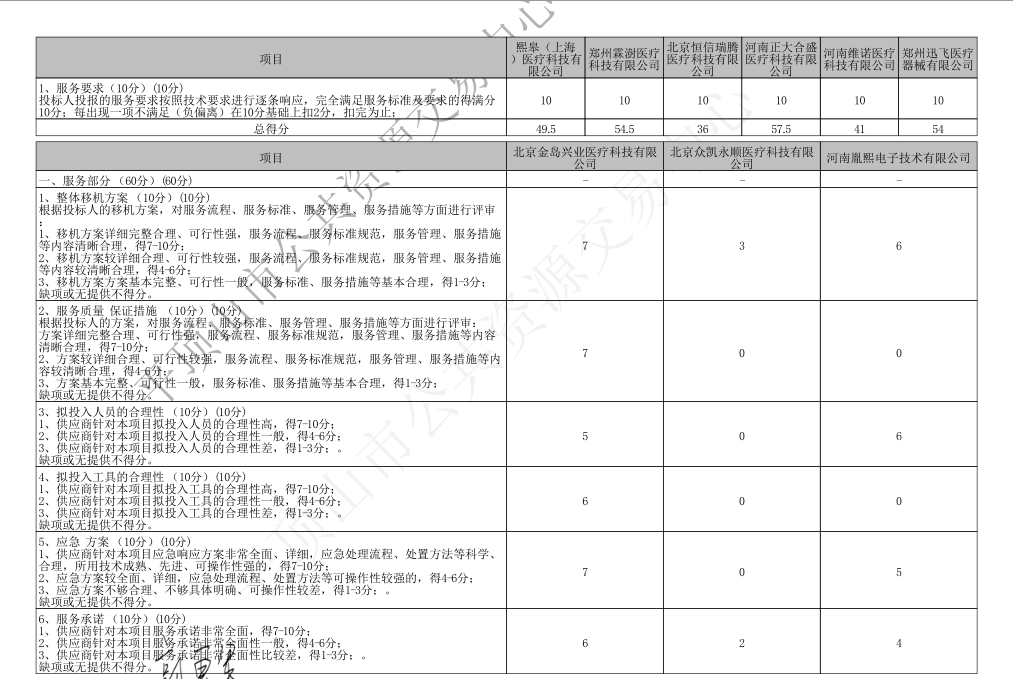 项目
熙皋（上海
）医疗科技有
限公司
郑州霖澍医疗
科技有限公司
北京恒信瑞腾
医疗科技有限
公司
河南正大合盛
医疗科技有限
公司
河南维诺医疗
科技有限公司
郑州迅飞医疗
器械有限公司
1、服务要求（10分）(10分)
投标人投报的服务要求按照技术要求进行逐条响应，完全满足服务标准及要求的得满分
10分；每出现一项不满足（负偏离）在10分基础上扣2分，扣完为止；
10 10 10 10 10 10
总得分 49.5 54.5 36 57.5 41 54
项目
北京金岛兴业医疗科技有限
公司
北京众凯永顺医疗科技有限
公司
河南胤熙电子技术有限公司
一、服务部分（60分）(60分) - - -
1、整体移机方案（10分）(10分)
根据投标人的移机方案，对服务流程、服务标准、服务管理、服务措施等方面进行评审
：
1、移机方案详细完整合理、可行性强，服务流程、服务标准规范，服务管理、服务措施
等内容清晰合理，得7-10分；
2、移机方案较详细合理、可行性较强，服务流程、服务标准规范，服务管理、服务措施
等内容较清晰合理，得4-6分；
3、移机方案方案基本完整、可行性一般，服务标准、服务措施等基本合理，得1-3分；
缺项或无提供不得分。
7 3 6
2、服务质量 保证措施 （10分）(10分)
根据投标人的方案，对服务流程、服务标准、服务管理、服务措施等方面进行评审：
方案详细完整合理、可行性强，服务流程、服务标准规范，服务管理、服务措施等内容
清晰合理，得7-10分；
2、方案较详细合理、可行性较强，服务流程、服务标准规范，服务管理、服务措施等内
容较清晰合理，得4-6分；
3、方案基本完整、可行性一般，服务标准、服务措施等基本合理，得1-3分；
缺项或无提供不得分。
7 0 0
3、拟投入人员的合理性 （10分）(10分)
1、供应商针对本项目拟投入人员的合理性高，得7-10分；
2、供应商针对本项目拟投入人员的合理性一般，得4-6分；
3、供应商针对本项目拟投入人员的合理性差，得1-3分；。
缺项或无提供不得分。
5 0 6
4、拟投入工具的合理性（10分）(10分)
1、供应商针对本项目拟投入工具的合理性高，得7-10分；
2、供应商针对本项目拟投入工具的合理性一般，得4-6分；
3、供应商针对本项目拟投入工具的合理性差，得1-3分；。
缺项或无提供不得分。
6 0 0
5、应急 方案（10分）(10分)
1、供应商针对本项目应急响应方案非常全面、详细，应急处理流程、处置方法等科学、
合理，所用技术成熟、先进、可操作性强的，得7-10分；
2、应急方案较全面、详细，应急处理流程、处置方法等可操作性较强的，得4-6分；
3、应急方案不够合理、不够具体明确、可操作性较差，得1-3分；。
缺项或无提供不得分。
7 0 5
6、服务承诺 （10分）(10分)
1、供应商针对本项目服务承诺非常全面，得7-10分；
2、供应商针对本项目服务承诺非常全面性一般，得4-6分；
3、供应商针对本项目服务承诺非常全面性比较差，得1-3分；。
缺项或无提供不得分。
6 2 4
平顶山市公共资源交易中心
顶山市公共资源交易中心